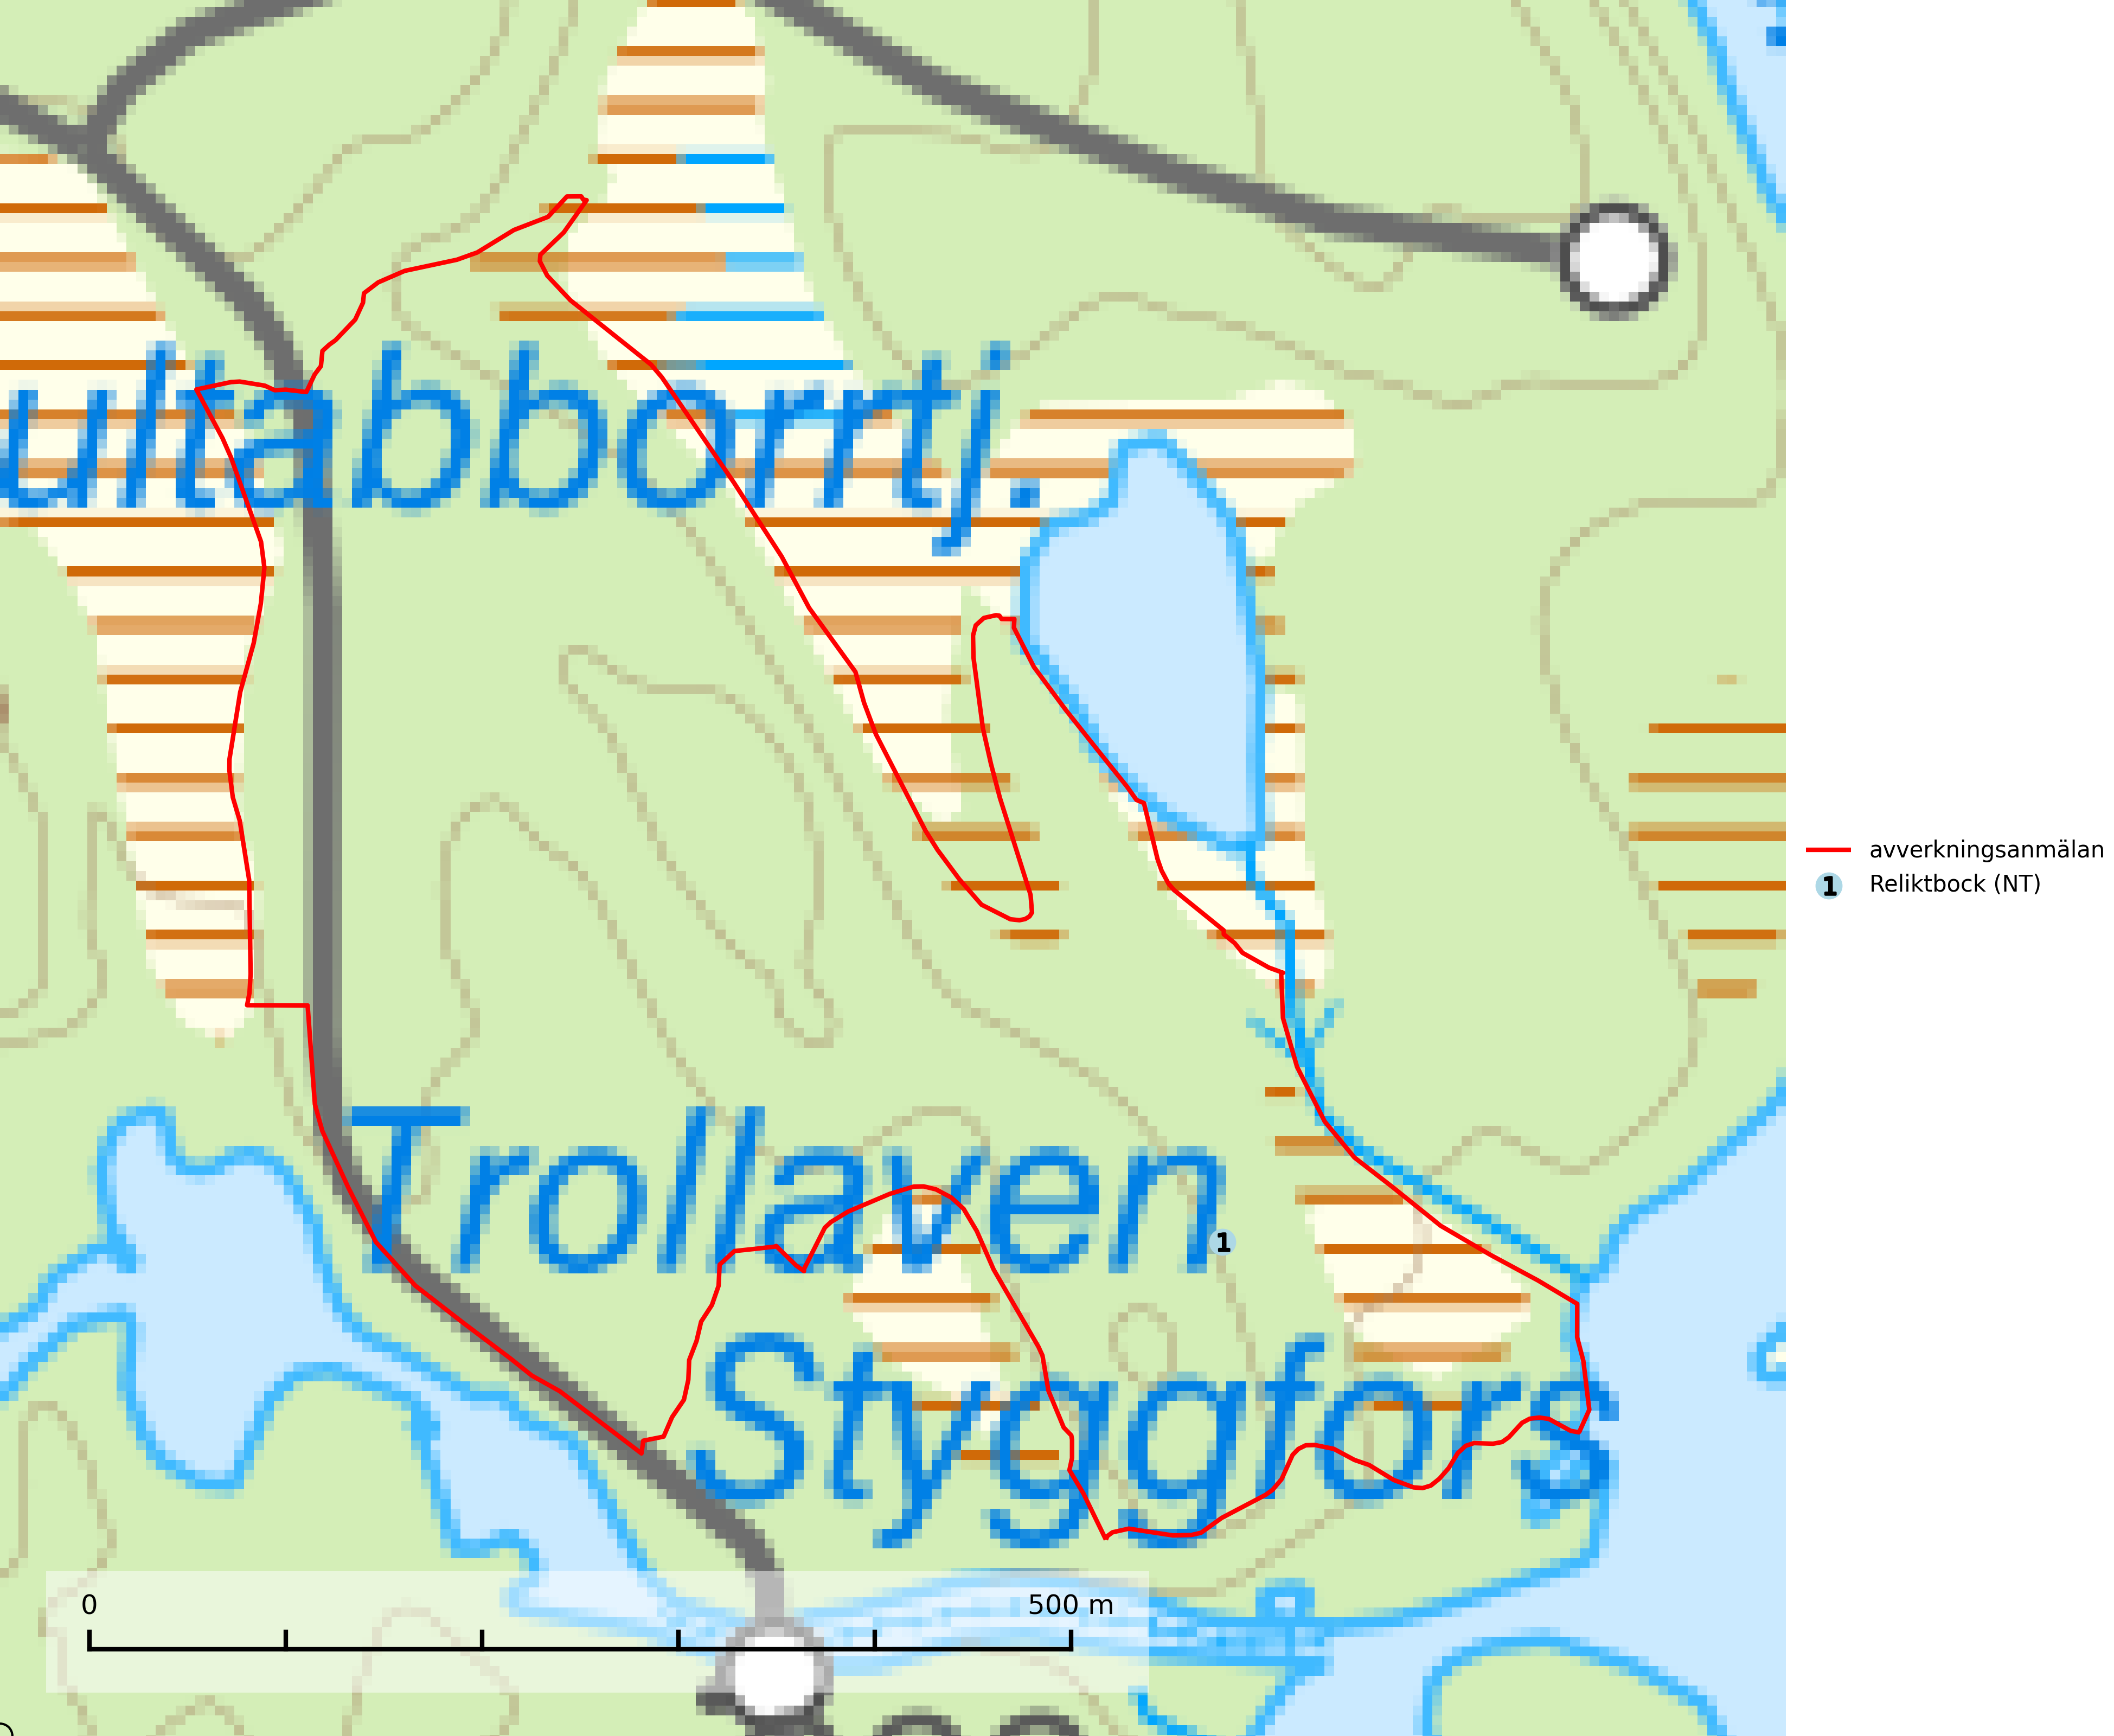 ultabborrtj.
Trollaven
1
Styggfors
0 500 m
avverkningsanmälan
1 Reliktbock (NT)